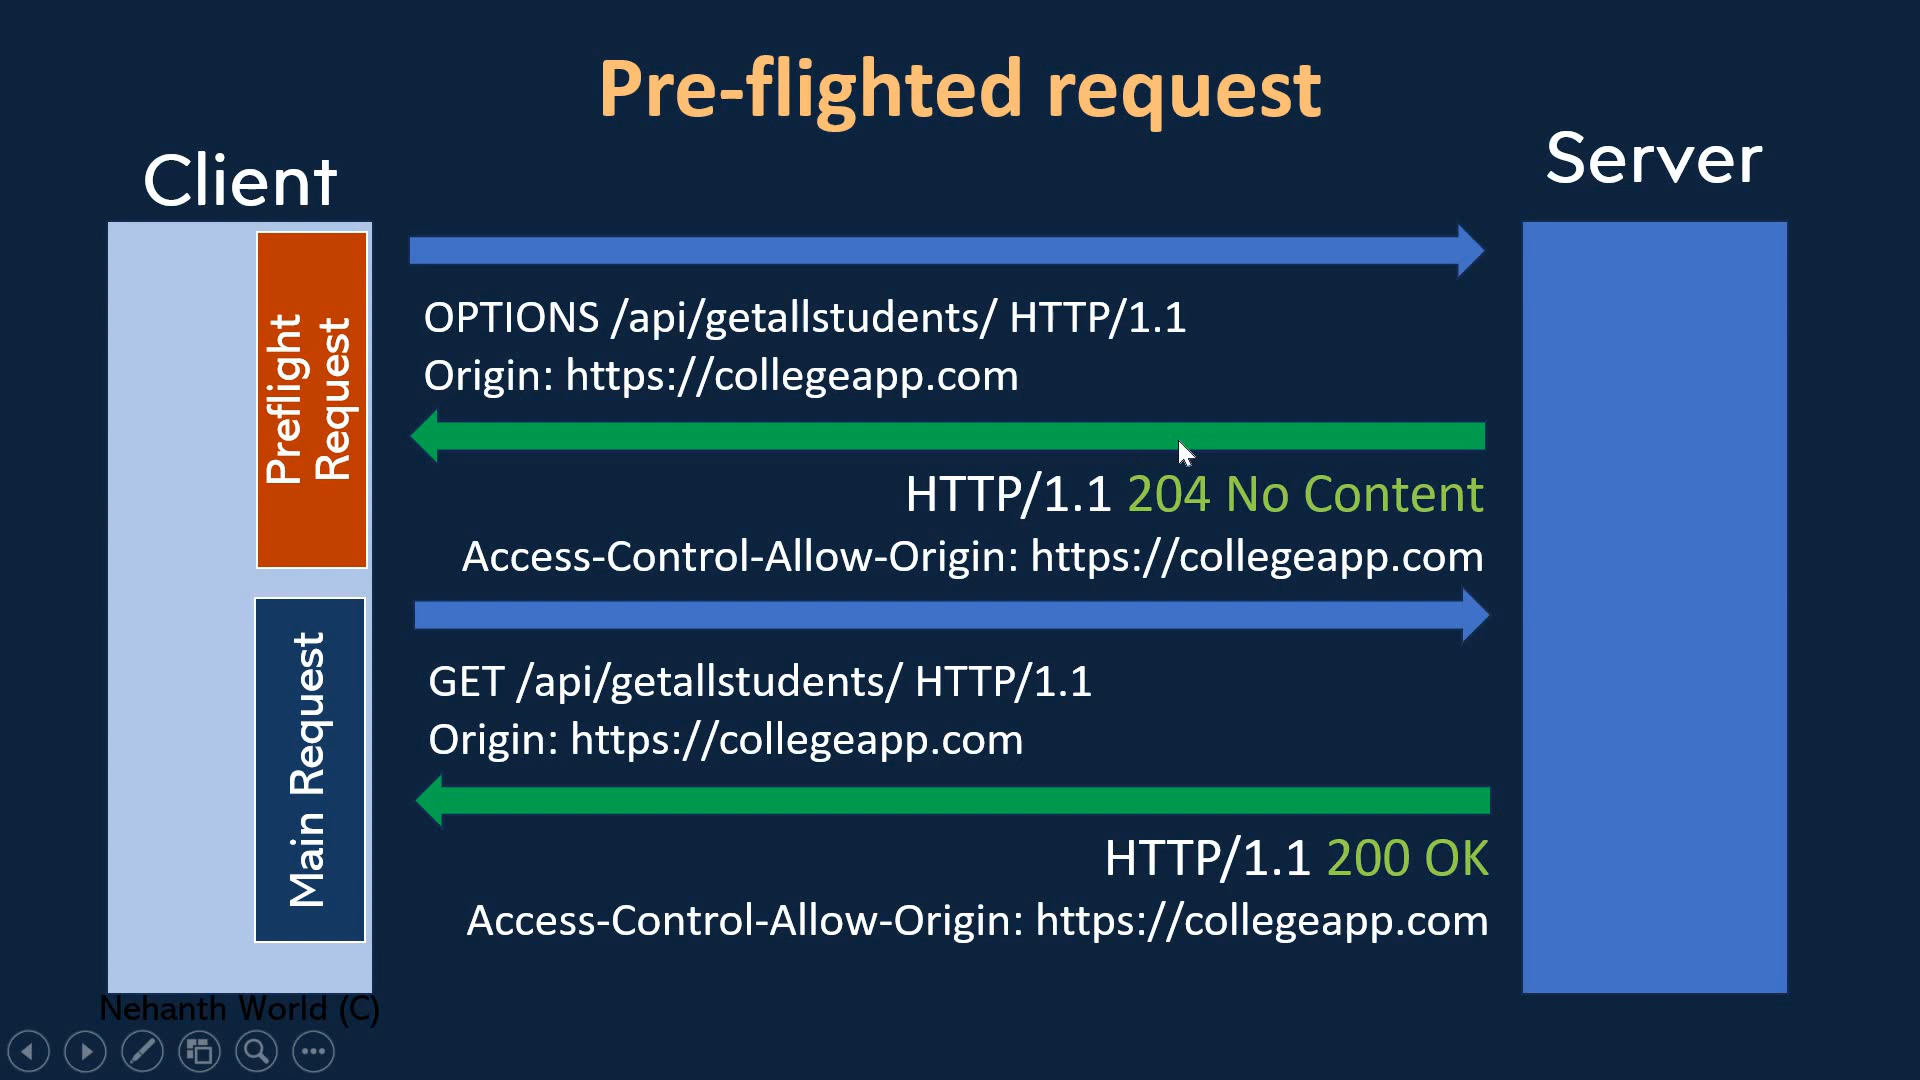 Pre-flighted request
Client
Server
Preflight
Request
OPTIONS /api/getallstudents/ HTTP/1.1
Origin: https://collegeapp.com
HTTP/1.1 204 No Content
Access-Control-Allow-Origin: https://collegeapp.com
Main Request
GET /api/getallstudents/ HTTP/1.1
Origin: https://collegeapp.com
HTTP/1.1 200 OK
Access-Control-Allow-Origin: https://collegeapp.com
Nehanth World (C)